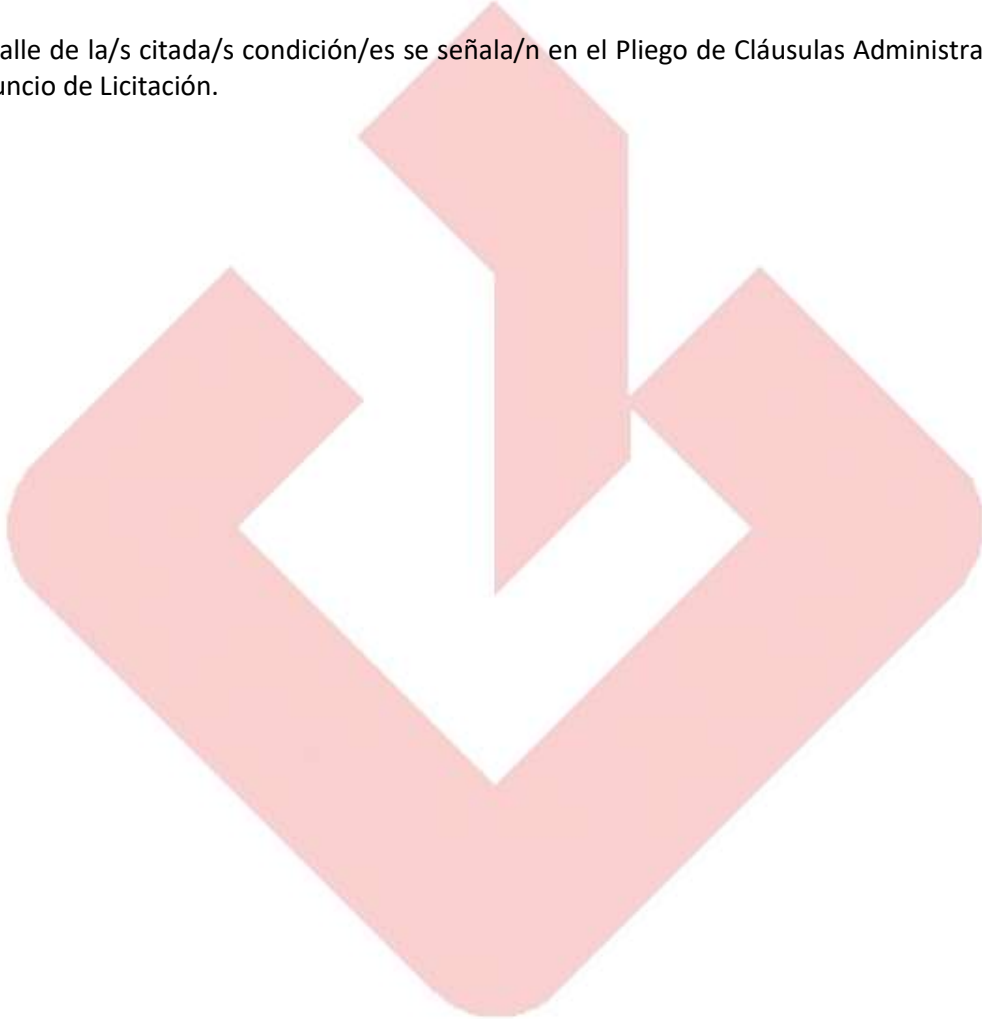 alle de la/s citada/s condición/es se señala/n en el Pliego de Cláusulas Administra
uncio de Licitación.